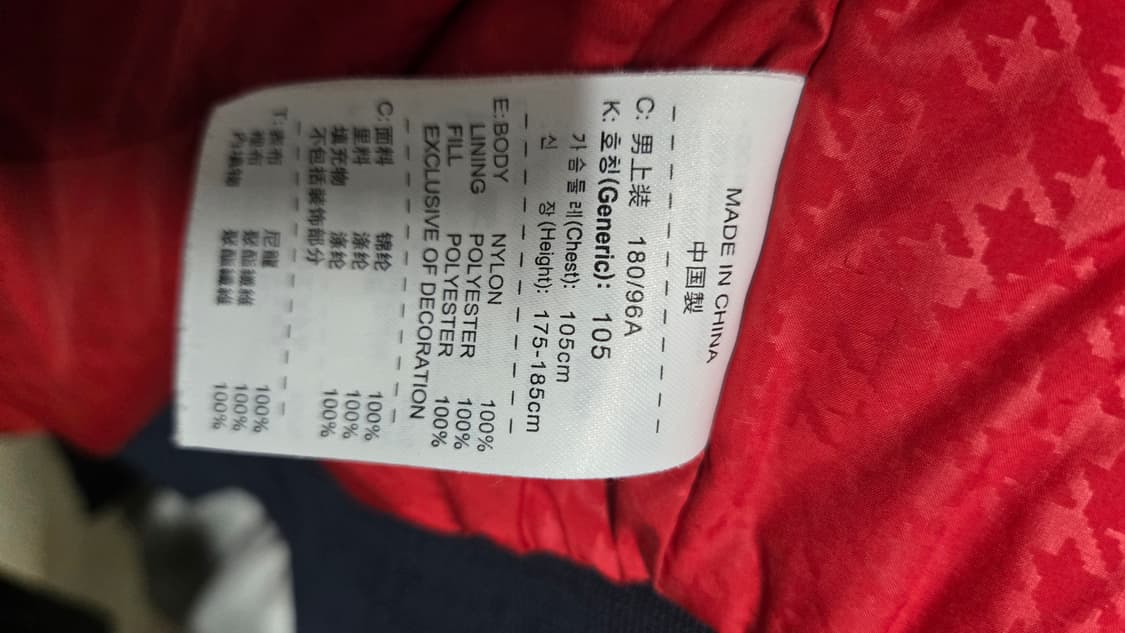 MADE IN CHINA
中国製
C: 男上装 180/96A
K: 호칭(Generic): 105
가슴둘레(Chest): 105cm
신 장(Height): 175-185cm
E:BODY NYLON 100%
LINING POLYESTER 100%
FILL POLYESTER 100%
EXCLUSIVE OF DECORATION
C:面料 锦纶 100%
里料 涤纶 100%
填充物 涤纶 100%
不包括装饰部分
T:表布 尼龍 100%
裡布 聚酯纖維 100%
內填物 聚酯纖維 100%